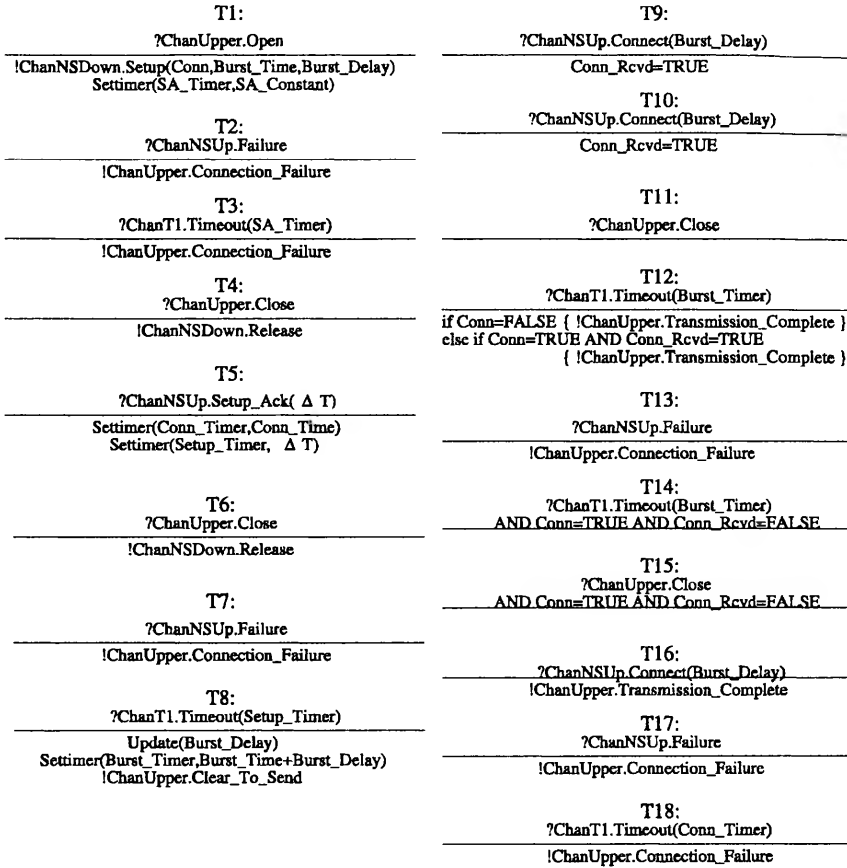 T1:
?ChanUpper.Open
!ChanNSDown.Setup(Conn,Burst_Time,Burst_Delay)
Settimer(SA_Timer,SA_Constant)
T2:
?ChanNSUp.Failure
!ChanUpper.Connection_Failure
T3:
?ChanT1.Timeout(SA_Timer)
!ChanUpper.Connection_Failure
T4:
?ChanUpper.Close
!ChanNSDown.Release
T5:
?ChanNSUp.Setup_Ack( Δ T)
Settimer(Conn_Timer,Conn_Time)
Settimer(Setup_Timer, Δ T)
T6:
?ChanUpper.Close
!ChanNSDown.Release
T7:
?ChanNSUp.Failure
!ChanUpper.Connection_Failure
T8:
?ChanT1.Timeout(Setup_Timer)
Update(Burst_Delay)
Settimer(Burst_Timer,Burst_Time+Burst_Delay)
!ChanUpper.Clear_To_Send
T9:
?ChanNSUp.Connect(Burst_Delay)
Conn_Rcvd=TRUE
T10:
?ChanNSUp.Connect(Burst_Delay)
Conn_Rcvd=TRUE
T11:
?ChanUpper.Close
T12:
?ChanT1.Timeout(Burst_Timer)
if Conn=FALSE { !ChanUpper.Transmission_Complete }
else if Conn=TRUE AND Conn_Rcvd=TRUE
{ !ChanUpper.Transmission_Complete }
T13:
?ChanNSUp.Failure
!ChanUpper.Connection_Failure
T14:
?ChanT1.Timeout(Burst_Timer)
AND Conn=TRUE AND Conn_Rcvd=FALSE
T15:
?ChanUpper.Close
AND Conn=TRUE AND Conn_Rcvd=FALSE
T16:
?ChanNSUp.Connect(Burst_Delay)
!ChanUpper.Transmission_Complete
T17:
?ChanNSUp.Failure
!ChanUpper.Connection_Failure
T18:
?ChanT1.Timeout(Conn_Timer)
!ChanUpper.Connection_Failure